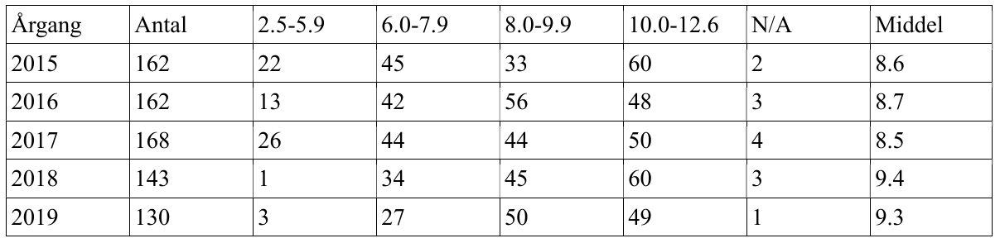 Årgang Antal 2.5-5.9 6.0-7.9 8.0-9.9 10.0-12.6 N/A Middel
2015 162 22 45 33 60 2 8.6
2016 162 13 42 56 48 3 8.7
2017 168 26 44 44 50 4 8.5
2018 143 1 34 45 60 3 9.4
2019 130 3 27 50 49 1 9.3